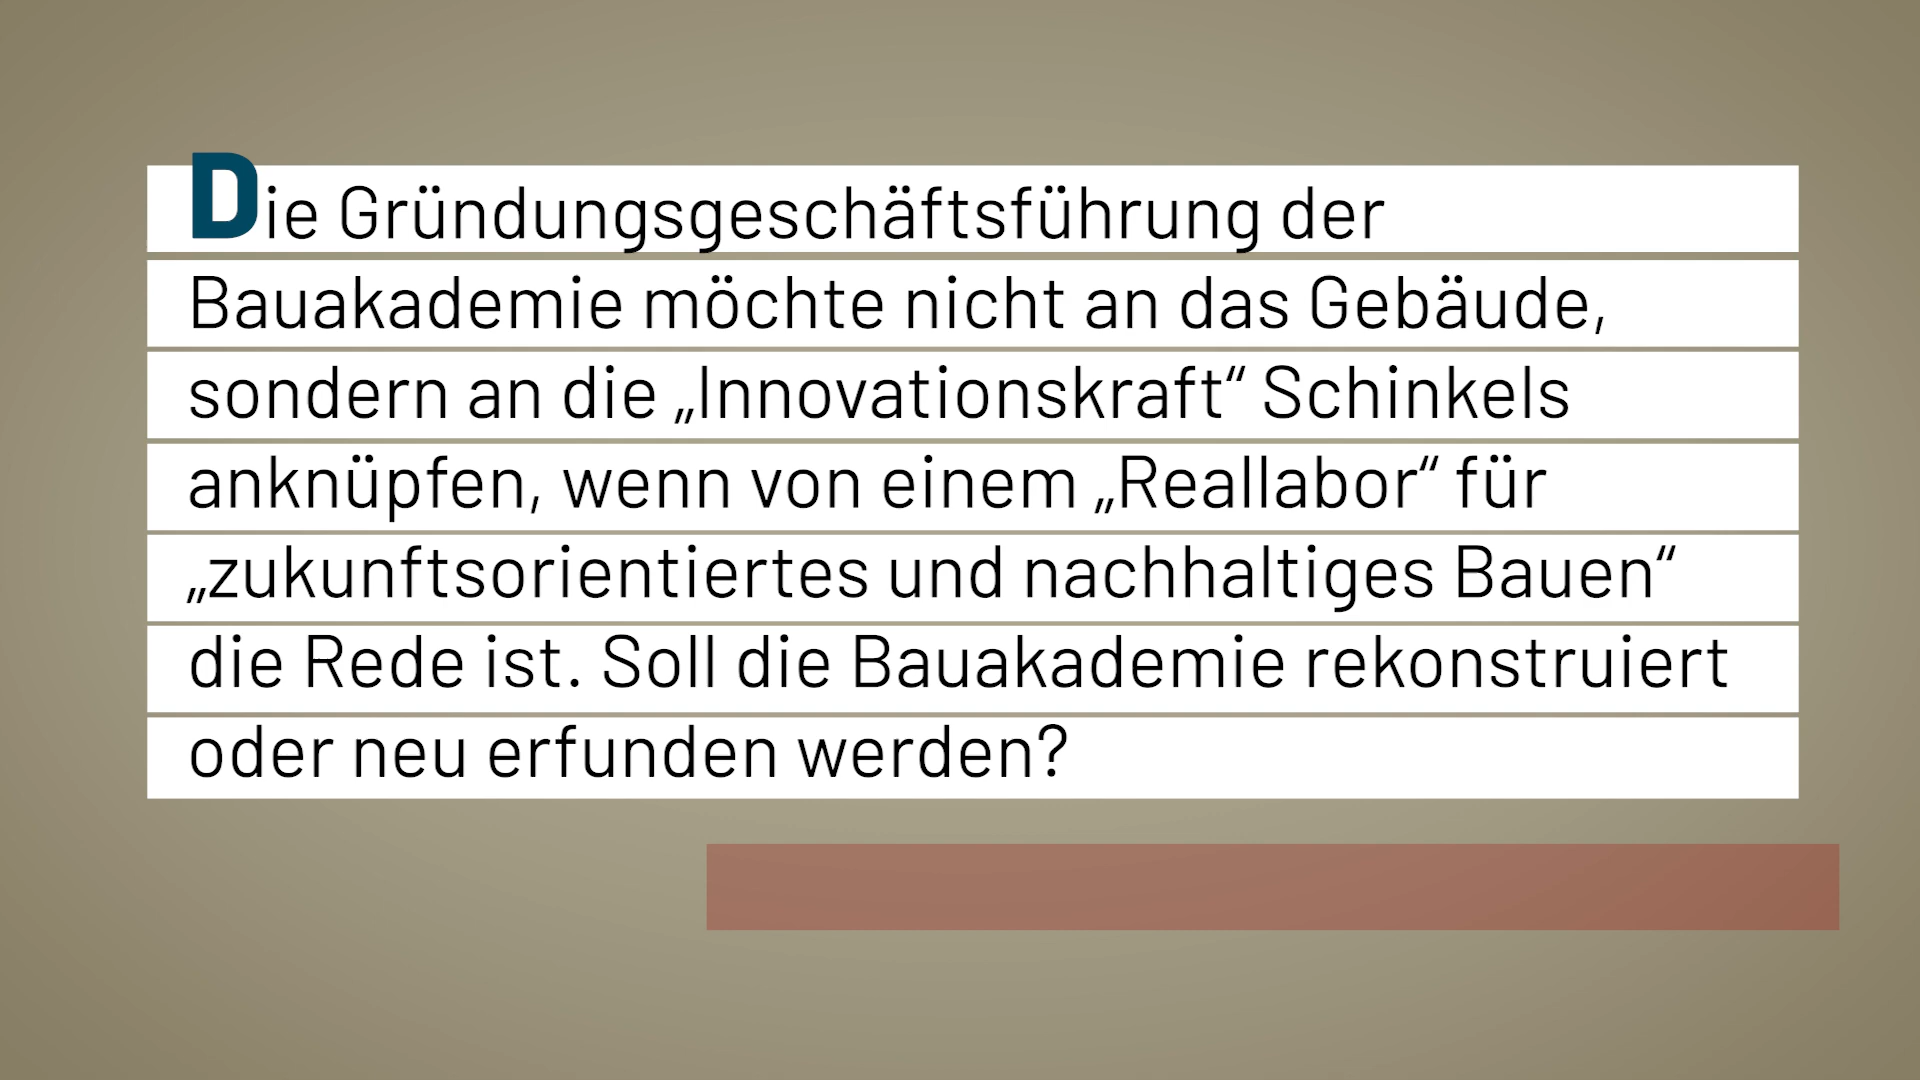 Die Gründungsgeschäftsführung der
Bauakademie möchte nicht an das Gebäude,
sondern an die „Innovationskraft“ Schinkels
anknüpfen, wenn von einem „Reallabor“ für
„zukunftsorientiertes und nachhaltiges Bauen“
die Rede ist. Soll die Bauakademie rekonstruiert
oder neu erfunden werden?